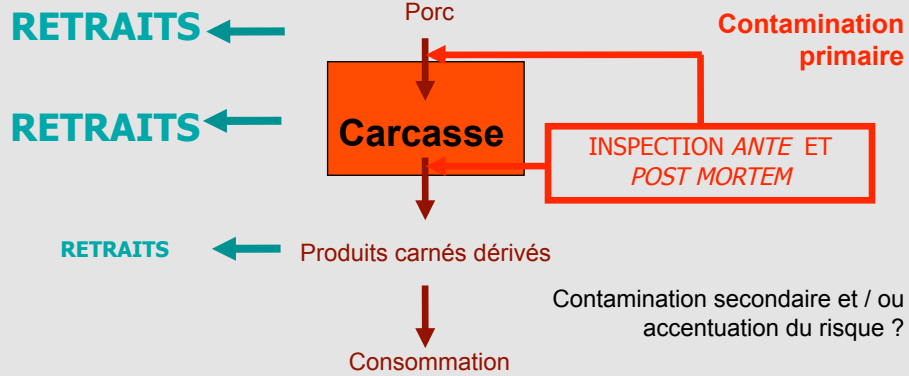 Porc
RETRAITS
Contamination
primaire
RETRAITS
Carcasse
INSPECTION ANTE ET
POST MORTEM
RETRAITS
Produits carnés dérivés
Contamination secondaire et / ou
accentuation du risque ?
Consommation